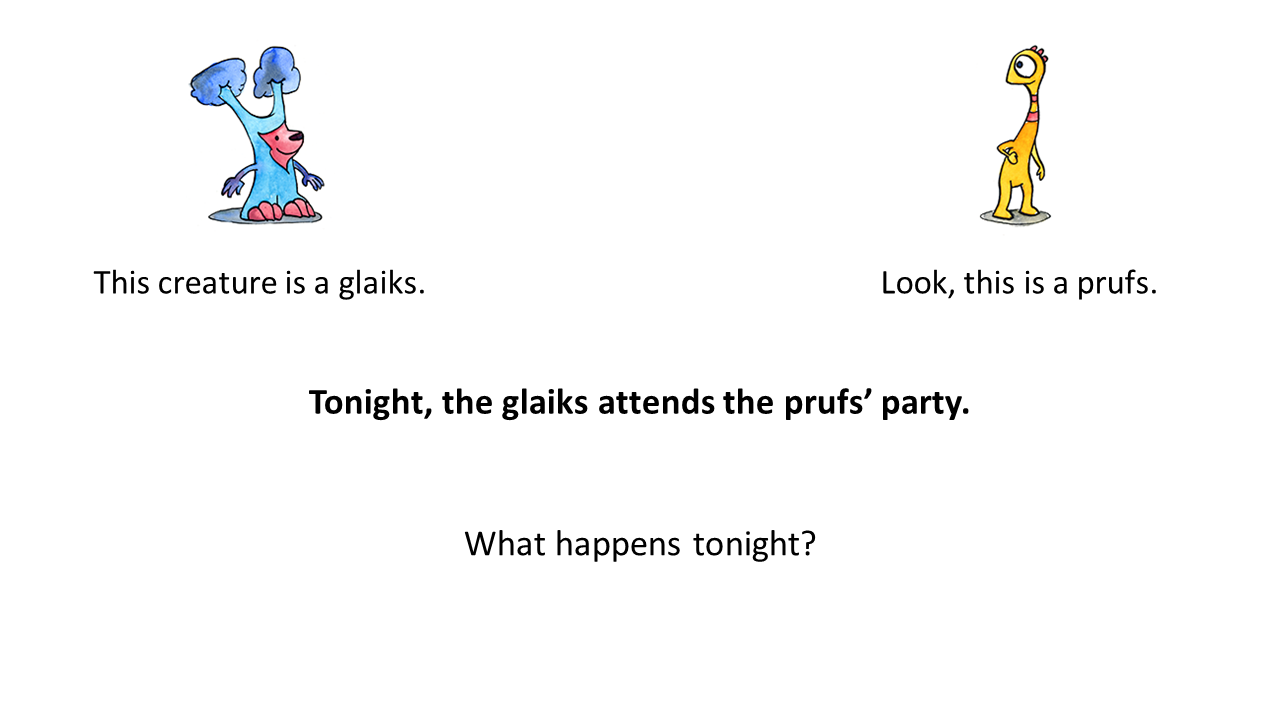 This creature is a glaiks.
Look, this is a prufs.
Tonight, the glaiks attends the prufs’ party.
What happens tonight?